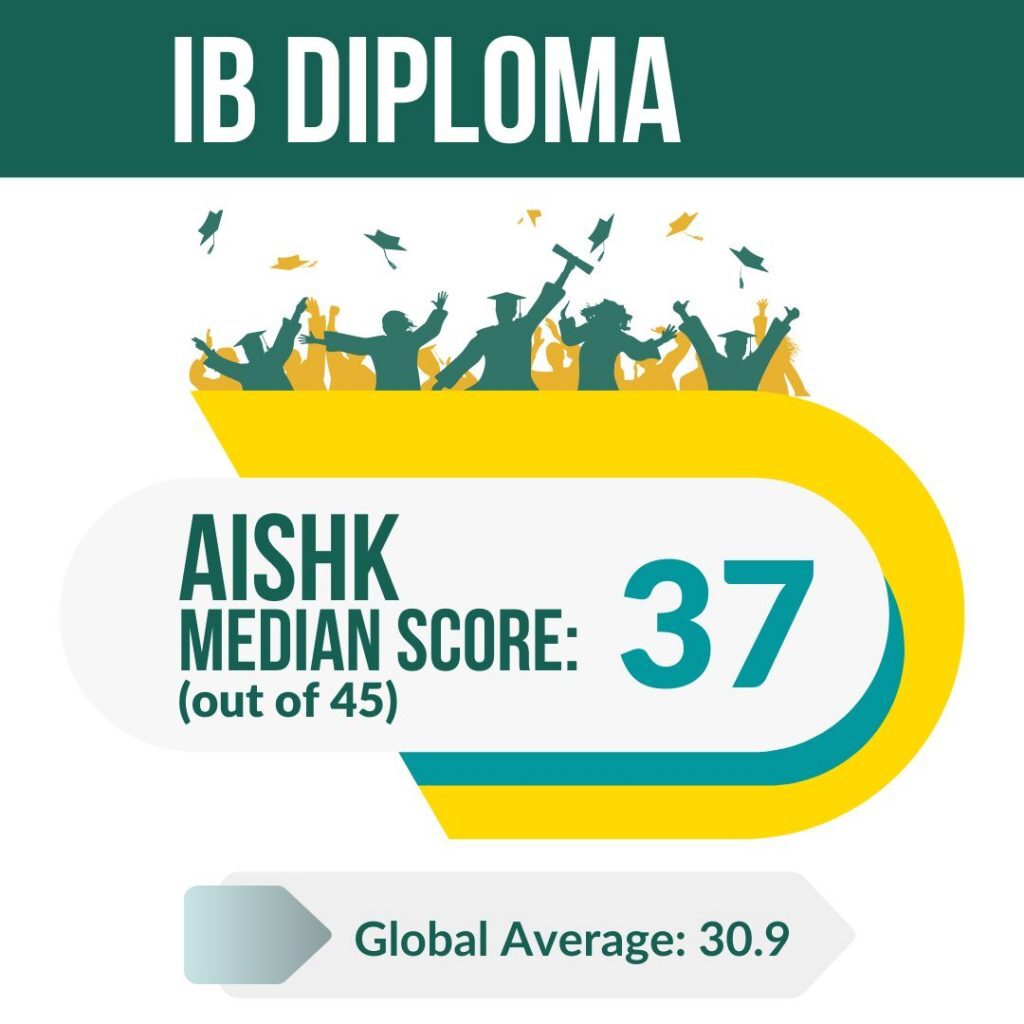 IB DIPLOMA
AISHK
MEDIAN SCORE:
(out of 45)
37
Global Average: 30.9